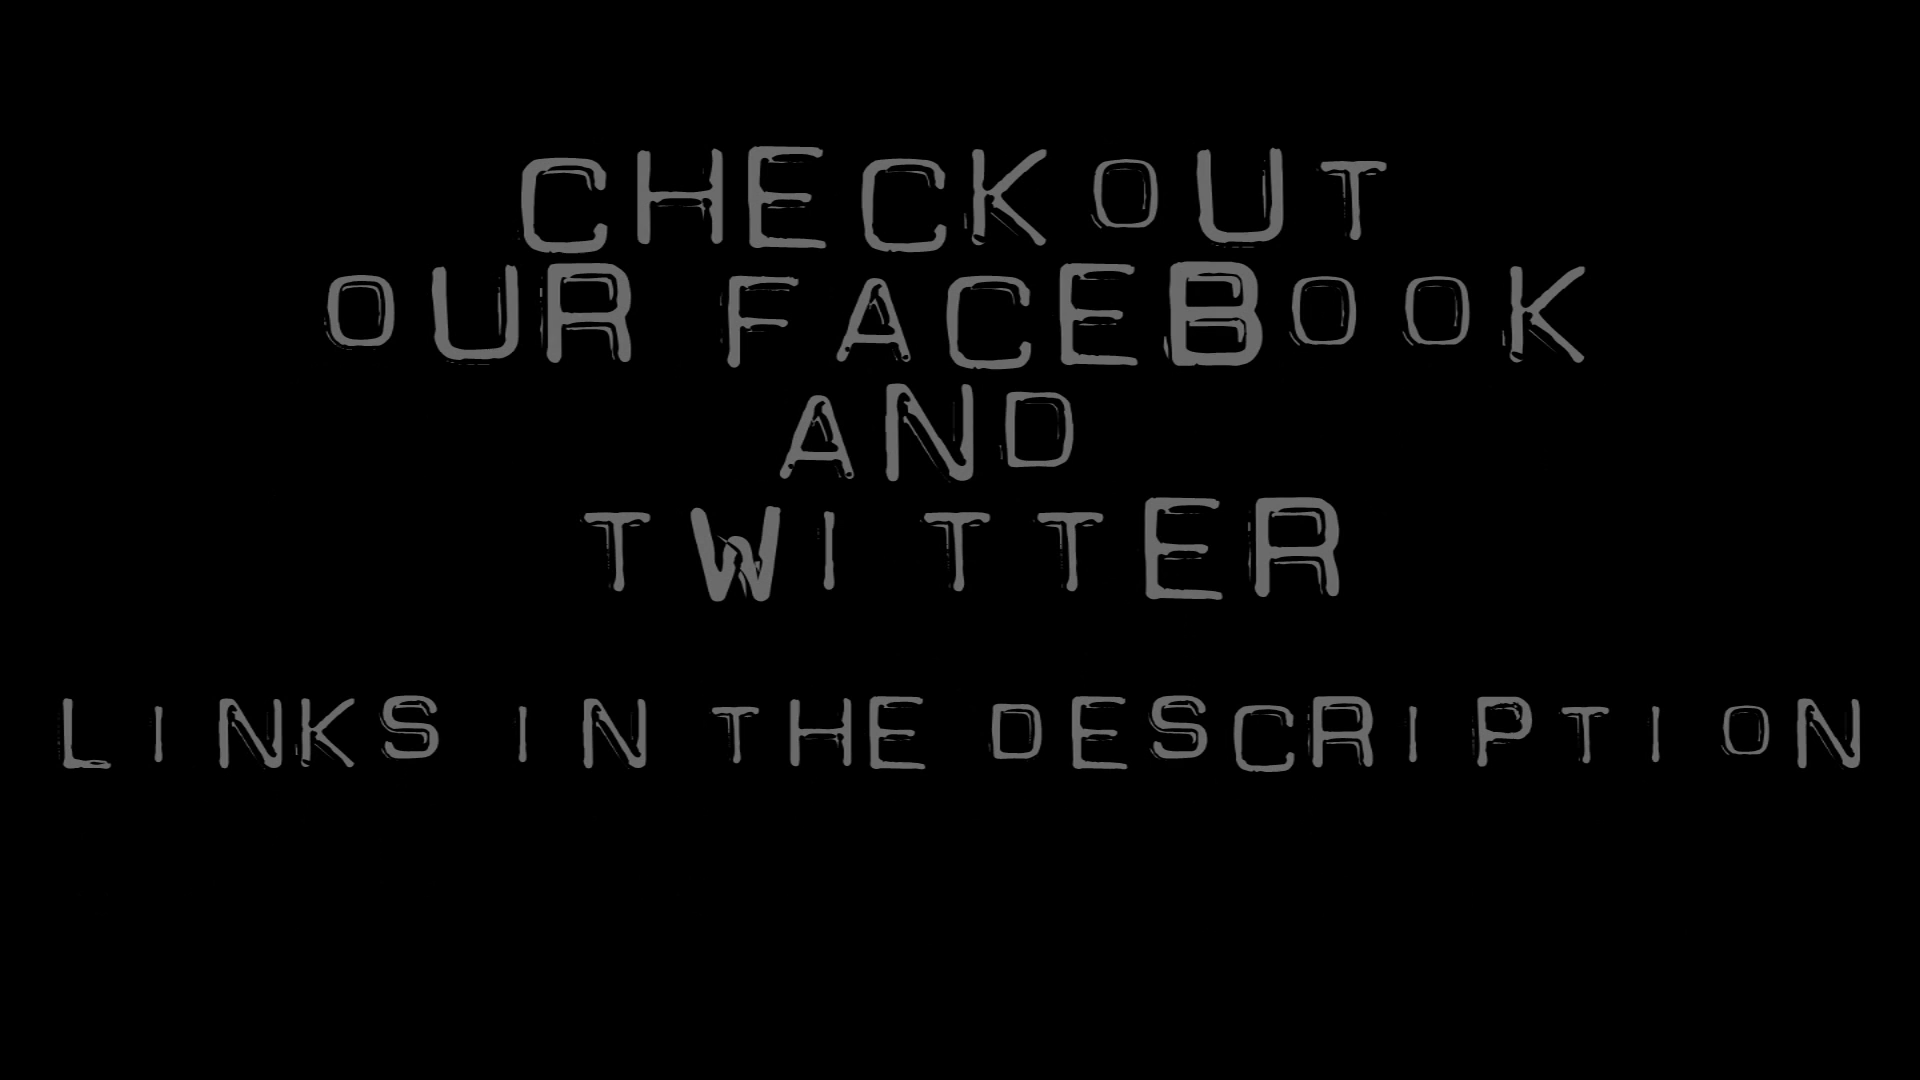 CHECKOUT
OUR FACEBOOK
AND
TWITTER
LINKS IN THE DESCRIPTION